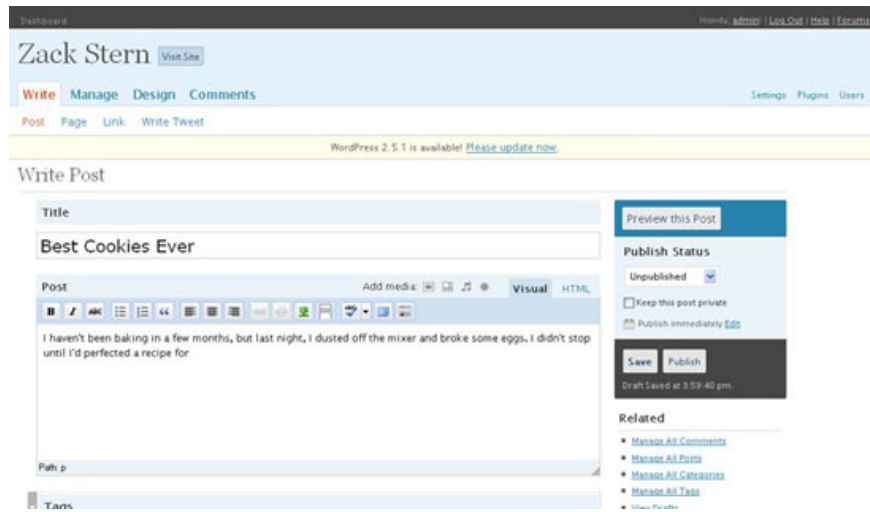 Dashboard
Howdy, admin! | Log Out | Help | Forums
Zack Stern Visit Site
Write Manage Design Comments
Settings Plugins Users
Post Page Link Write Tweet
WordPress 2.5.1 is available! Please update now.
Write Post
Title
Best Cookies Ever
Post
Add media:
Visual HTML
B I ABC
I haven't been baking in a few months, but last night, I dusted off the mixer and broke some eggs. I didn't stop
until I'd perfected a recipe for
Path: p
Tags
Preview this Post
Publish Status
Unpublished
Keep this post private
Publish immediately Edit
Save Publish
Draft Saved at 3:59:40 pm.
Related
Manage All Comments
Manage All Posts
Manage All Categories
Manage All Tags
View Drafts